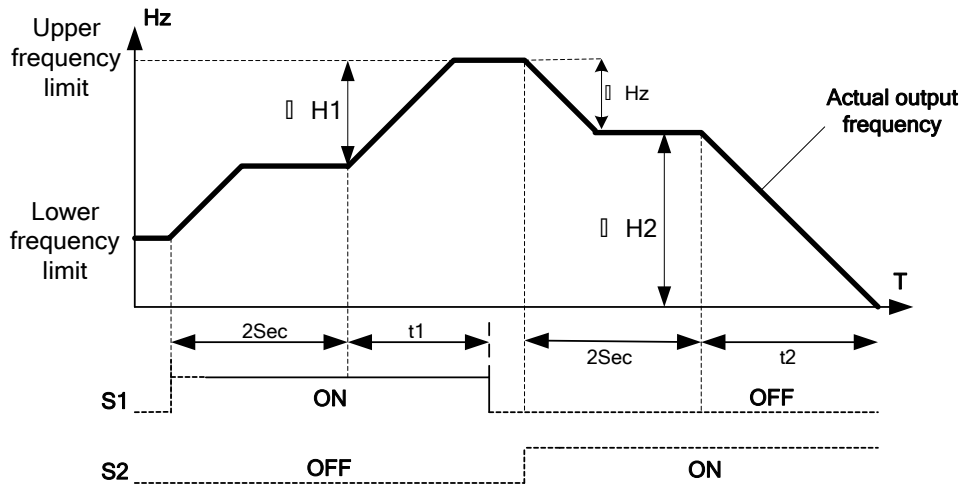 Upper
frequency
limit
Hz
▯ H1
▯ Hz
Actual output
frequency
Lower
frequency
limit
▯ H2
T
2Sec
t1
2Sec
t2
S1
ON
OFF
S2
OFF
ON